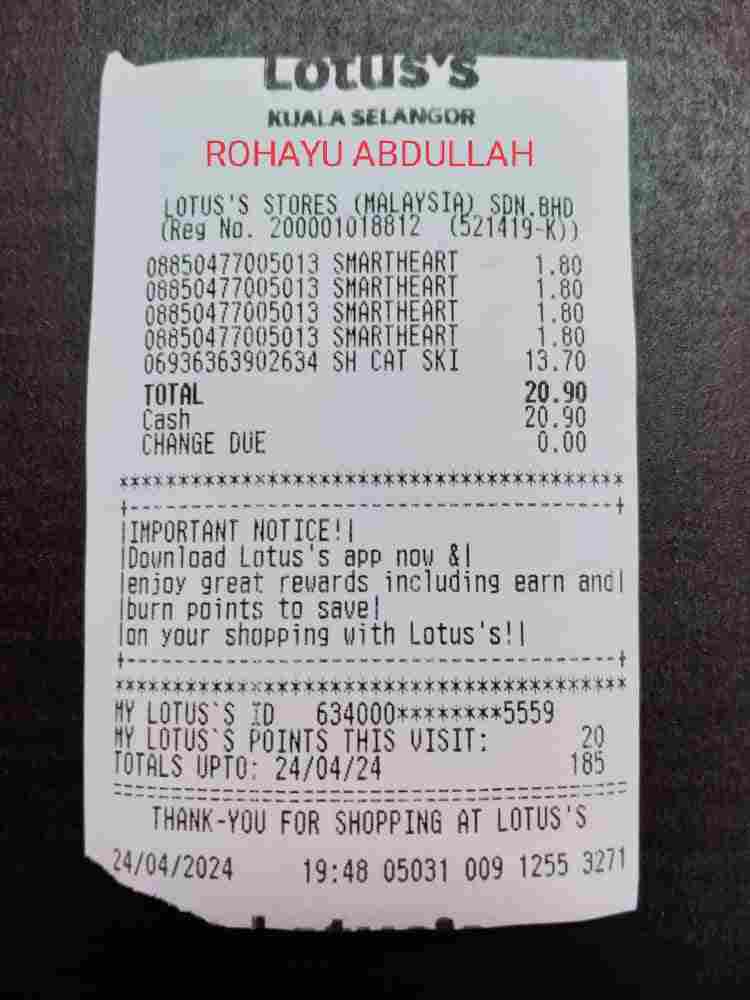 Lotus's
KUALA SELANGOR
ROHAYU ABDULLAH
LOTUS'S STORES (MALAYSIA) SDN.BHD
(Reg No. 200001018812 (521419-K))
08850477005013 SMARTHEART 1.80
08850477005013 SMARTHEART 1.80
08850477005013 SMARTHEART 1.80
08850477005013 SMARTHEART 1.80
06936363902634 SH CAT SKI 13.70
TOTAL 20.90
Cash 20.90
CHANGE DUE 0.00
******************************************
+--------------------------------------+
|IMPORTANT NOTICE!|
|Download Lotus's app now &|
|enjoy great rewards including earn and|
|burn points to save|
|on your shopping with Lotus's!|
+--------------------------------------+
******************************************
MY LOTUS`S ID 634000********5559
MY LOTUS`S POINTS THIS VISIT: 20
TOTALS UPTO: 24/04/24 185
==========================================
THANK-YOU FOR SHOPPING AT LOTUS'S
24/04/2024 19:48 05031 009 1255 3271